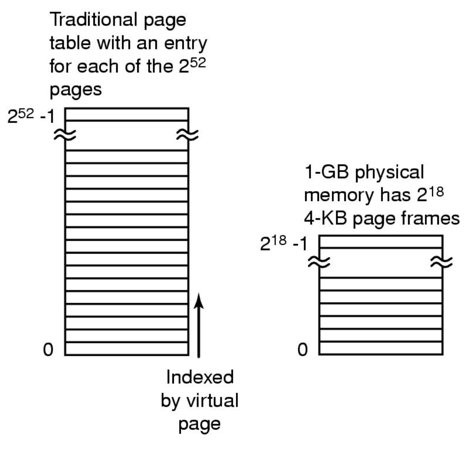 Traditional page
table with an entry
for each of the 2⁵²
pages
2⁵² -1
0
Indexed
by virtual
page
1-GB physical
memory has 2¹⁸
4-KB page frames
2¹⁸ -1
0